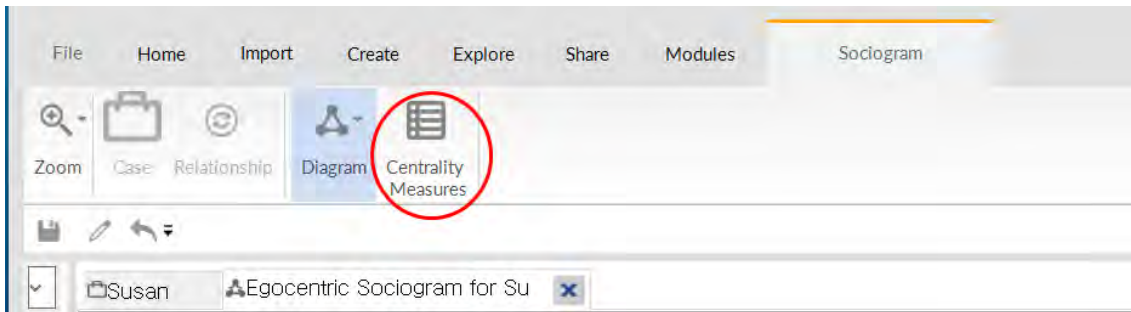 File Home Import Create Explore Share Modules Sociogram
Zoom Case Relationship Diagram Centrality
Measures
Susan Egocentric Sociogram for Su